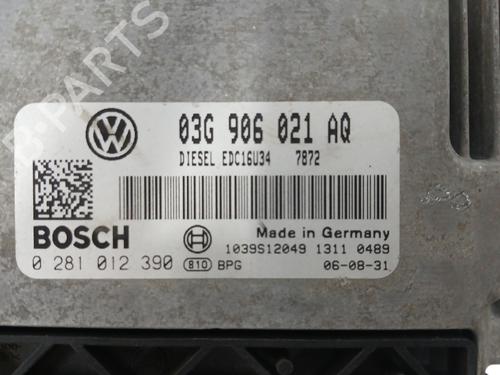 B-PARTS
03G 906 021 AQ
DIESEL EDC16U34 7872
BOSCH
Made in Germany
1039S12049 1311 0489
0 281 012 390 810 BPG 06-08-31